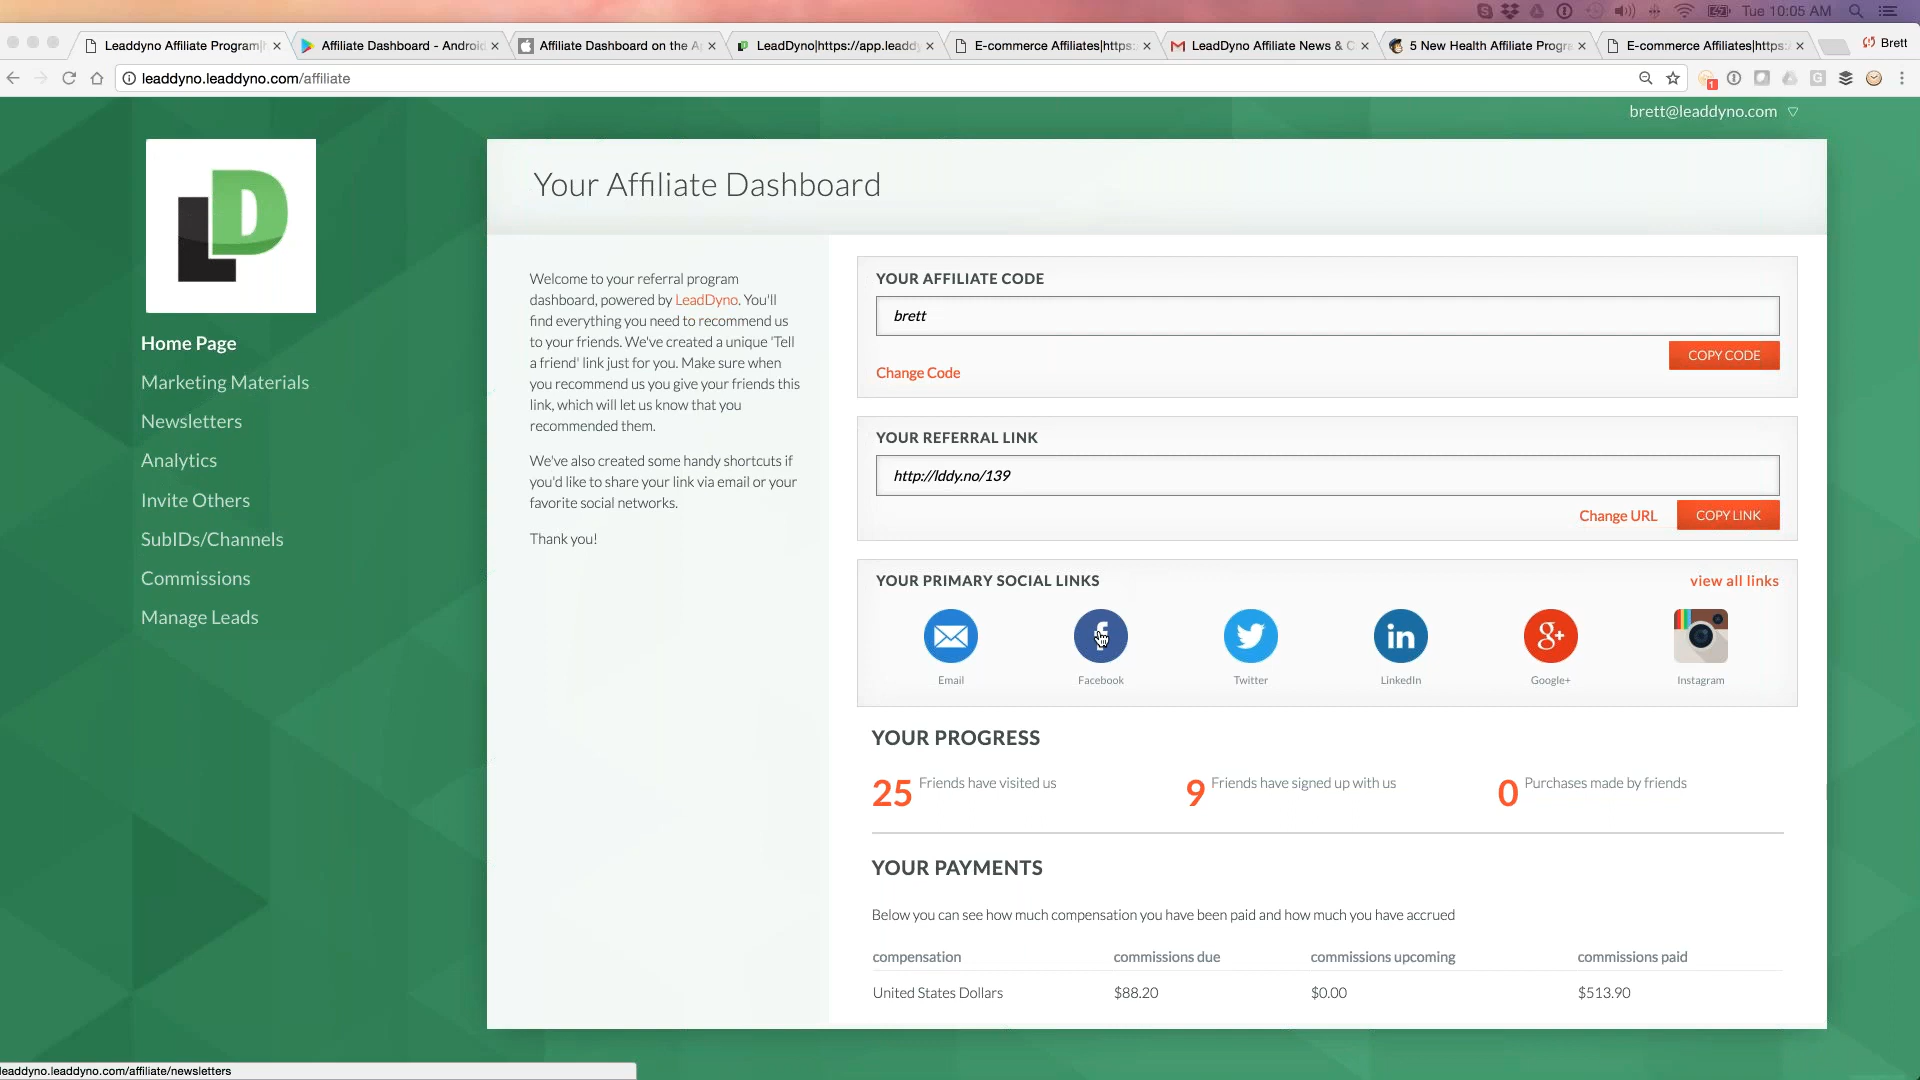 Tue 10:05 AM
Leaddyno Affiliate Program|h
Affiliate Dashboard - Android
Affiliate Dashboard on the A
LeadDyno|https://app.leaddy
E-commerce Affiliates|https:
LeadDyno Affiliate News & C
5 New Health Affiliate Progra
E-commerce Affiliates|https:/
Brett
leaddyno.leaddyno.com/affiliate
1
brett@leaddyno.com
LD
Home Page
Marketing Materials
Newsletters
Analytics
Invite Others
SubIDs/Channels
Commissions
Manage Leads
Your Affiliate Dashboard
Welcome to your referral program
dashboard, powered by LeadDyno. You'll
find everything you need to recommend us
to your friends. We've created a unique 'Tell
a friend' link just for you. Make sure when
you recommend us you give your friends this
link, which will let us know that you
recommended them.
We've also created some handy shortcuts if
you'd like to share your link via email or your
favorite social networks.
Thank you!
YOUR AFFILIATE CODE
brett
COPY CODE
Change Code
YOUR REFERRAL LINK
http://lddy.no/139
Change URL
COPY LINK
YOUR PRIMARY SOCIAL LINKS
view all links
Email
Facebook
Twitter
LinkedIn
Google+
Instagram
YOUR PROGRESS
25 Friends have visited us
9 Friends have signed up with us
0 Purchases made by friends
YOUR PAYMENTS
Below you can see how much compensation you have been paid and how much you have accrued
compensation commissions due commissions upcoming commissions paid
United States Dollars $88.20 $0.00 $513.90
leaddyno.leaddyno.com/affiliate/newsletters